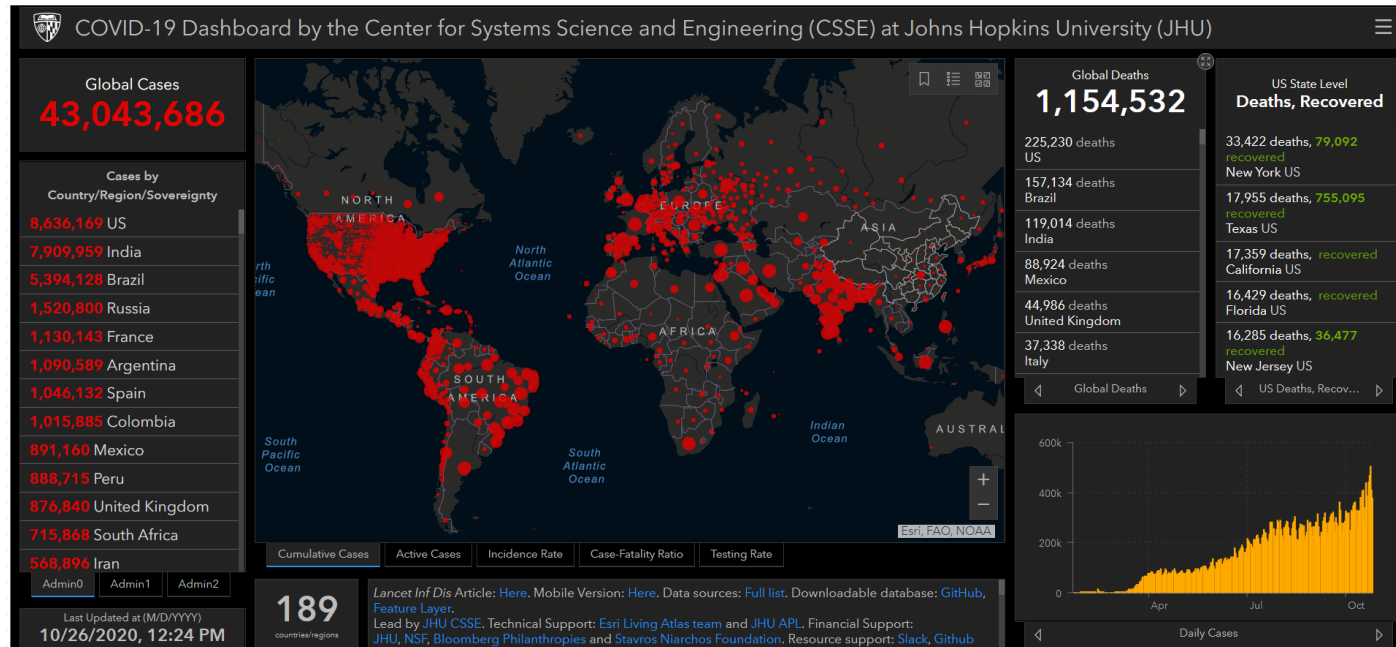 COVID-19 Dashboard by the Center for Systems Science and Engineering (CSSE) at Johns Hopkins University (JHU)
Global Cases
43,043,686
Cases by
Country/Region/Sovereignty
8,636,169 US
7,909,959 India
5,394,128 Brazil
1,520,800 Russia
1,130,143 France
1,090,589 Argentina
1,046,132 Spain
1,015,885 Colombia
891,160 Mexico
888,715 Peru
876,840 United Kingdom
715,868 South Africa
568,896 Iran
Admin0
Admin1
Admin2
Last Updated at (M/D/YYYY)
10/26/2020, 12:24 PM
NORTH
AMERICA
North
Atlantic
Ocean
EUROPE
ASIA
AFRICA
SOUTH
AMERICA
rth
ific
ean
South
Pacific
Ocean
South
Atlantic
Ocean
Indian
Ocean
AUSTRAL
+
−
Esri, FAO, NOAA
Cumulative Cases
Active Cases
Incidence Rate
Case-Fatality Ratio
Testing Rate
189
countries/regions
Lancet Inf Dis Article: Here. Mobile Version: Here. Data sources: Full list. Downloadable database: GitHub,
Feature Layer.
Lead by JHU CSSE. Technical Support: Esri Living Atlas team and JHU APL. Financial Support:
JHU, NSF, Bloomberg Philanthropies and Stavros Niarchos Foundation. Resource support: Slack, Github
Global Deaths
1,154,532
225,230 deaths
US
157,134 deaths
Brazil
119,014 deaths
India
88,924 deaths
Mexico
44,986 deaths
United Kingdom
37,338 deaths
Italy
Global Deaths
US State Level
Deaths, Recovered
33,422 deaths, 79,092
recovered
New York US
17,955 deaths, 755,095
recovered
Texas US
17,359 deaths, recovered
California US
16,429 deaths, recovered
Florida US
16,285 deaths, 36,477
recovered
New Jersey US
US Deaths, Recov...
600k
400k
200k
0
Apr
Jul
Oct
Daily Cases